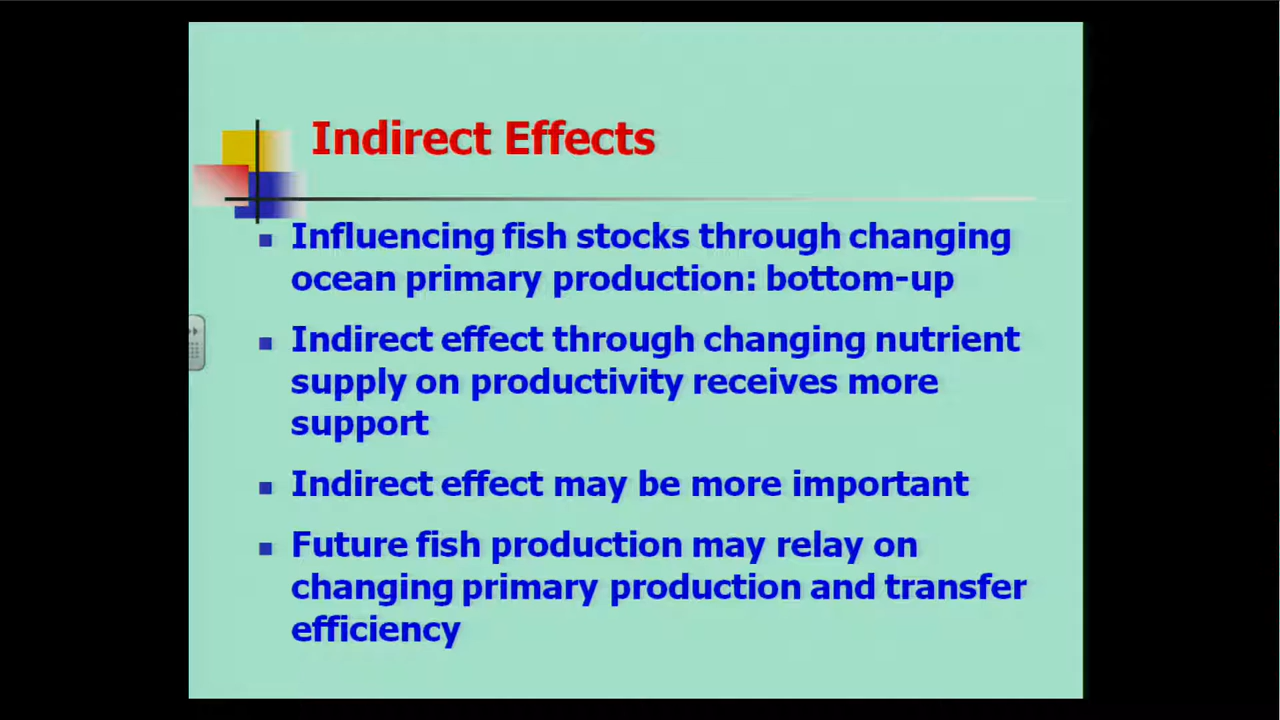 Indirect Effects
Influencing fish stocks through changing
ocean primary production: bottom-up
Indirect effect through changing nutrient
supply on productivity receives more
support
Indirect effect may be more important
Future fish production may relay on
changing primary production and transfer
efficiency